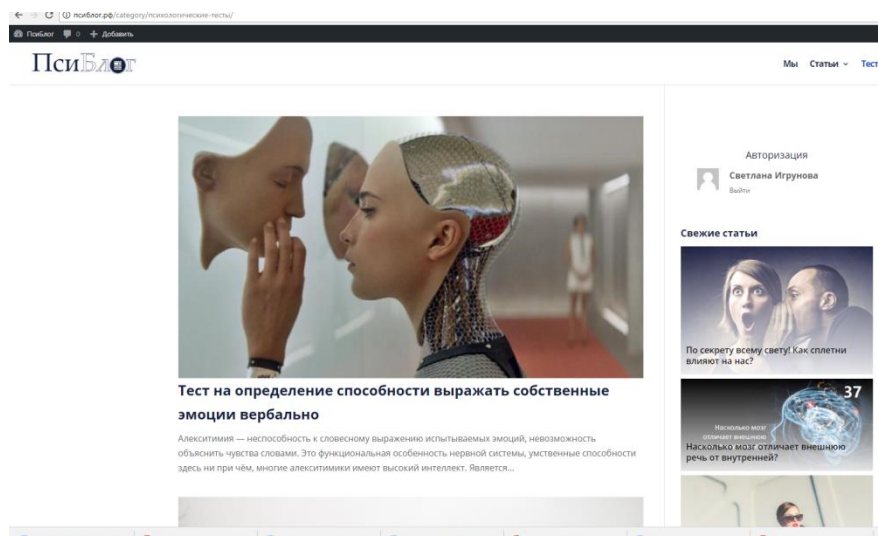 псиблог.рф/category/психологические-тесты/
ПсиБлог 0 + Добавить
ПсиБлог
Мы Статьи Тест
Авторизация
Светлана Игрунова
Выйти
Свежие статьи
По секрету всему свету! Как сплетни
влияют на нас?
37
Насколько мозг
отличает внешнюю
Насколько мозг отличает внешнюю
речь от внутренней?
Тест на определение способности выражать собственные
эмоции вербально
Алекситимия — неспособность к словесному выражению испытываемых эмоций, невозможность
объяснить чувства словами. Это функциональная особенность нервной системы, умственные способности
здесь ни при чём, многие алекситимики имеют высокий интеллект. Является...